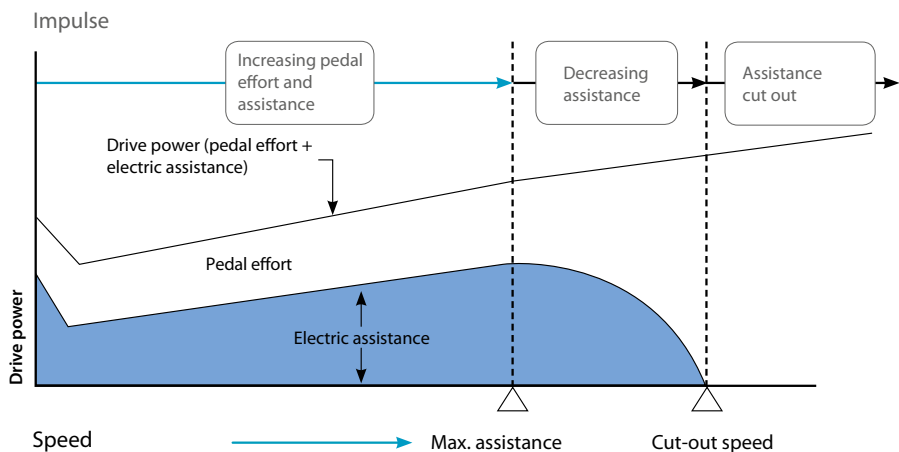 Impulse
Increasing pedal
effort and
assistance
Decreasing
assistance
Assistance
cut out
Drive power (pedal effort +
electric assistance)
Pedal effort
Electric assistance
Drive power
Speed
Max. assistance
Cut-out speed